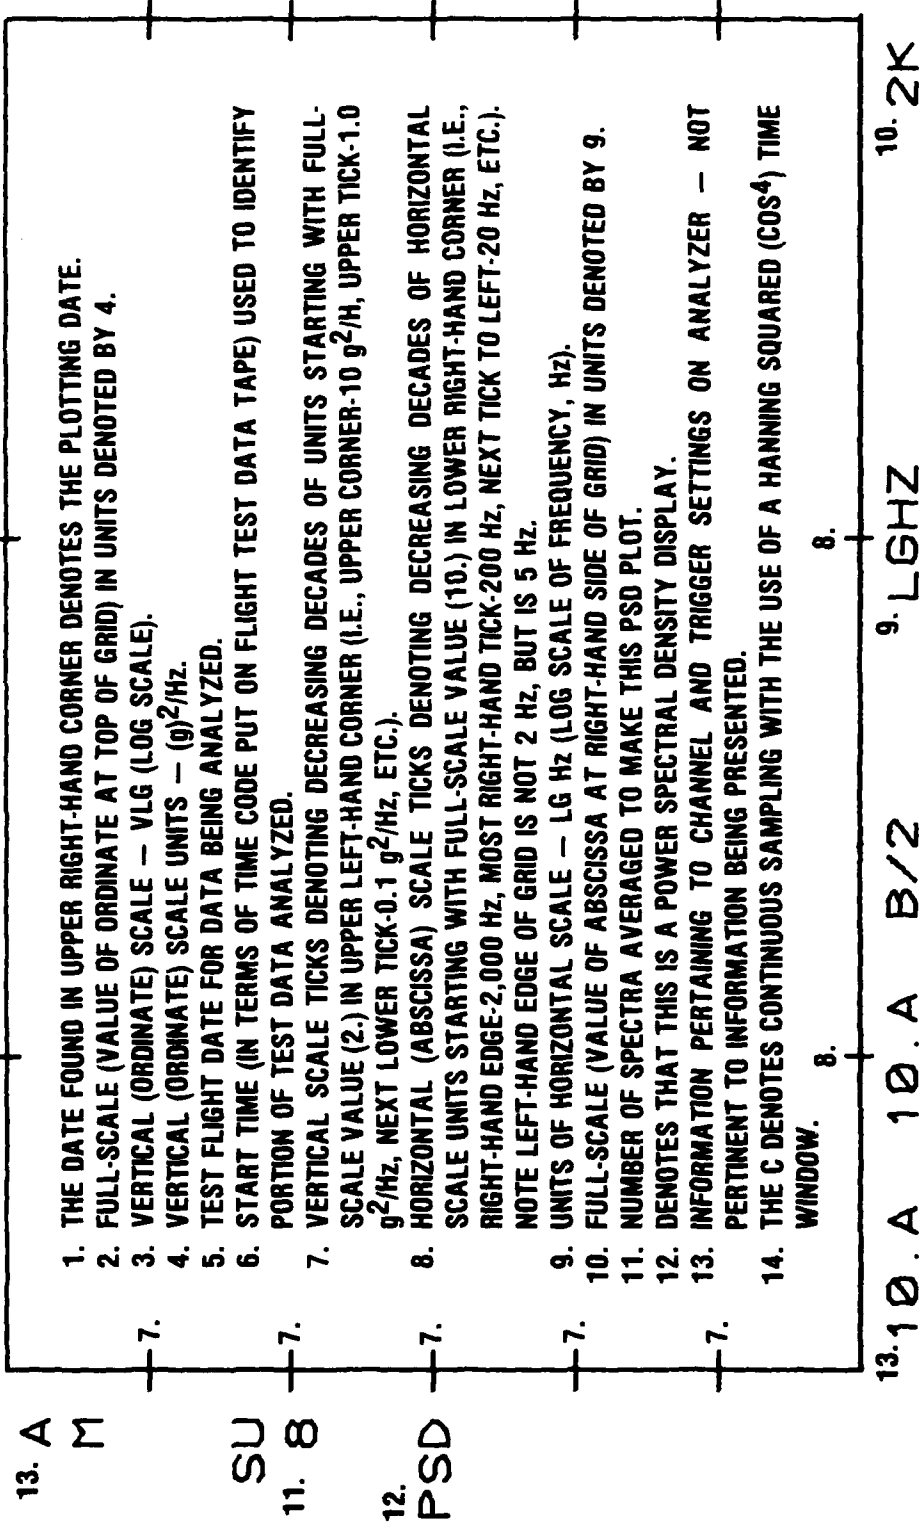 13. A
M
SU
11. 8
12.
PSD
1. THE DATE FOUND IN UPPER RIGHT-HAND CORNER DENOTES THE PLOTTING DATE.
2. FULL-SCALE (VALUE OF ORDINATE AT TOP OF GRID) IN UNITS DENOTED BY 4.
3. VERTICAL (ORDINATE) SCALE — VLG (LOG SCALE).
4. VERTICAL (ORDINATE) SCALE UNITS — (g)²/Hz.
5. TEST FLIGHT DATE FOR DATA BEING ANALYZED.
6. START TIME (IN TERMS OF TIME CODE PUT ON FLIGHT TEST DATA TAPE) USED TO IDENTIFY
PORTION OF TEST DATA ANALYZED.
7. VERTICAL SCALE TICKS DENOTING DECREASING DECADES OF UNITS STARTING WITH FULL-
SCALE VALUE (2.) IN UPPER LEFT-HAND CORNER (I.E., UPPER CORNER-10 g²/H, UPPER TICK-1.0
g²/Hz, NEXT LOWER TICK-0.1 g²/Hz, ETC.).
8. HORIZONTAL (ABSCISSA) SCALE TICKS DENOTING DECREASING DECADES OF HORIZONTAL
SCALE UNITS STARTING WITH FULL-SCALE VALUE (10.) IN LOWER RIGHT-HAND CORNER (I.E.,
RIGHT-HAND EDGE-2,000 Hz, MOST RIGHT-HAND TICK-200 Hz, NEXT TICK TO LEFT-20 Hz, ETC.).
NOTE LEFT-HAND EDGE OF GRID IS NOT 2 Hz, BUT IS 5 Hz.
9. UNITS OF HORIZONTAL SCALE — LG Hz (LOG SCALE OF FREQUENCY, Hz).
10. FULL-SCALE (VALUE OF ABSCISSA AT RIGHT-HAND SIDE OF GRID) IN UNITS DENOTED BY 9.
11. NUMBER OF SPECTRA AVERAGED TO MAKE THIS PSD PLOT.
12. DENOTES THAT THIS IS A POWER SPECTRAL DENSITY DISPLAY.
13. INFORMATION PERTAINING TO CHANNEL AND TRIGGER SETTINGS ON ANALYZER — NOT
PERTINENT TO INFORMATION BEING PRESENTED.
14. THE C DENOTES CONTINUOUS SAMPLING WITH THE USE OF A HANNING SQUARED (COS⁴) TIME
WINDOW.
7.
7.
7.
7.
7.
8.
8.
13. 10.A 10.A B/2 9. LGHZ 10. 2K